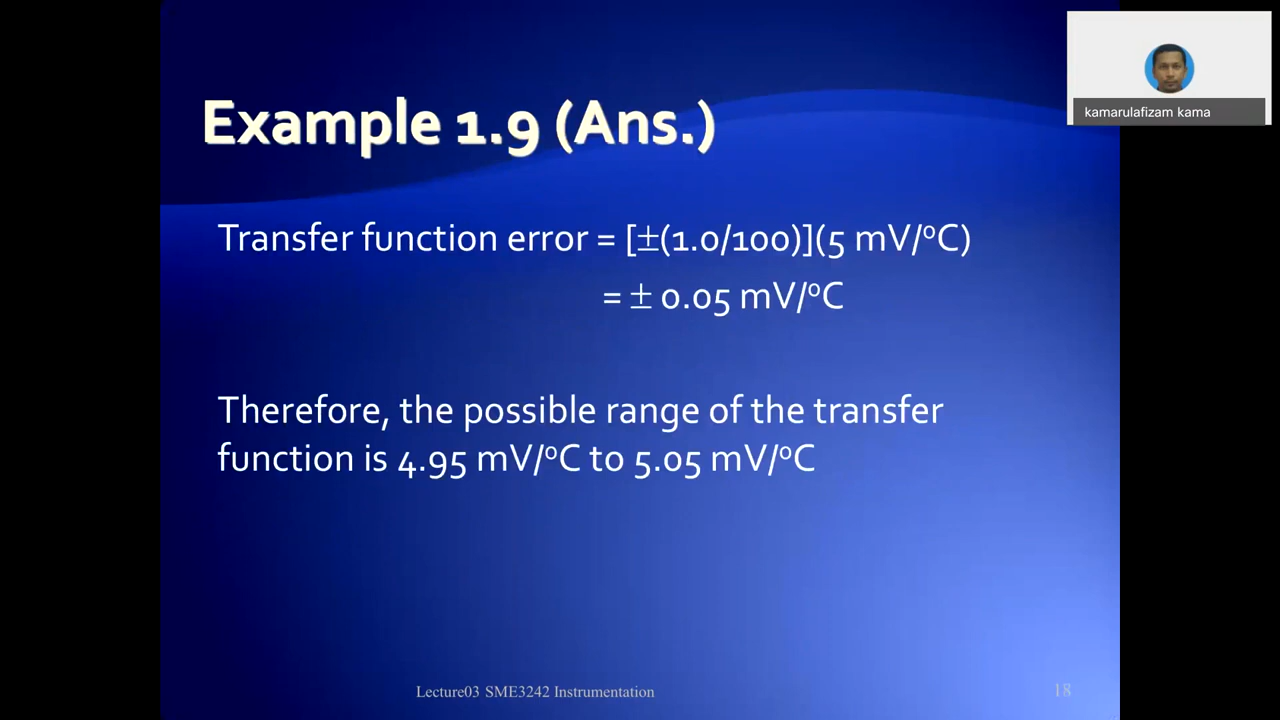 Example 1.9 (Ans.)
kamarulafizam kama
Transfer function error = [±(1.0/100)](5 mV/ºC)
= ± 0.05 mV/ºC
Therefore, the possible range of the transfer
function is 4.95 mV/ºC to 5.05 mV/ºC
Lecture03 SME3242 Instrumentation
18